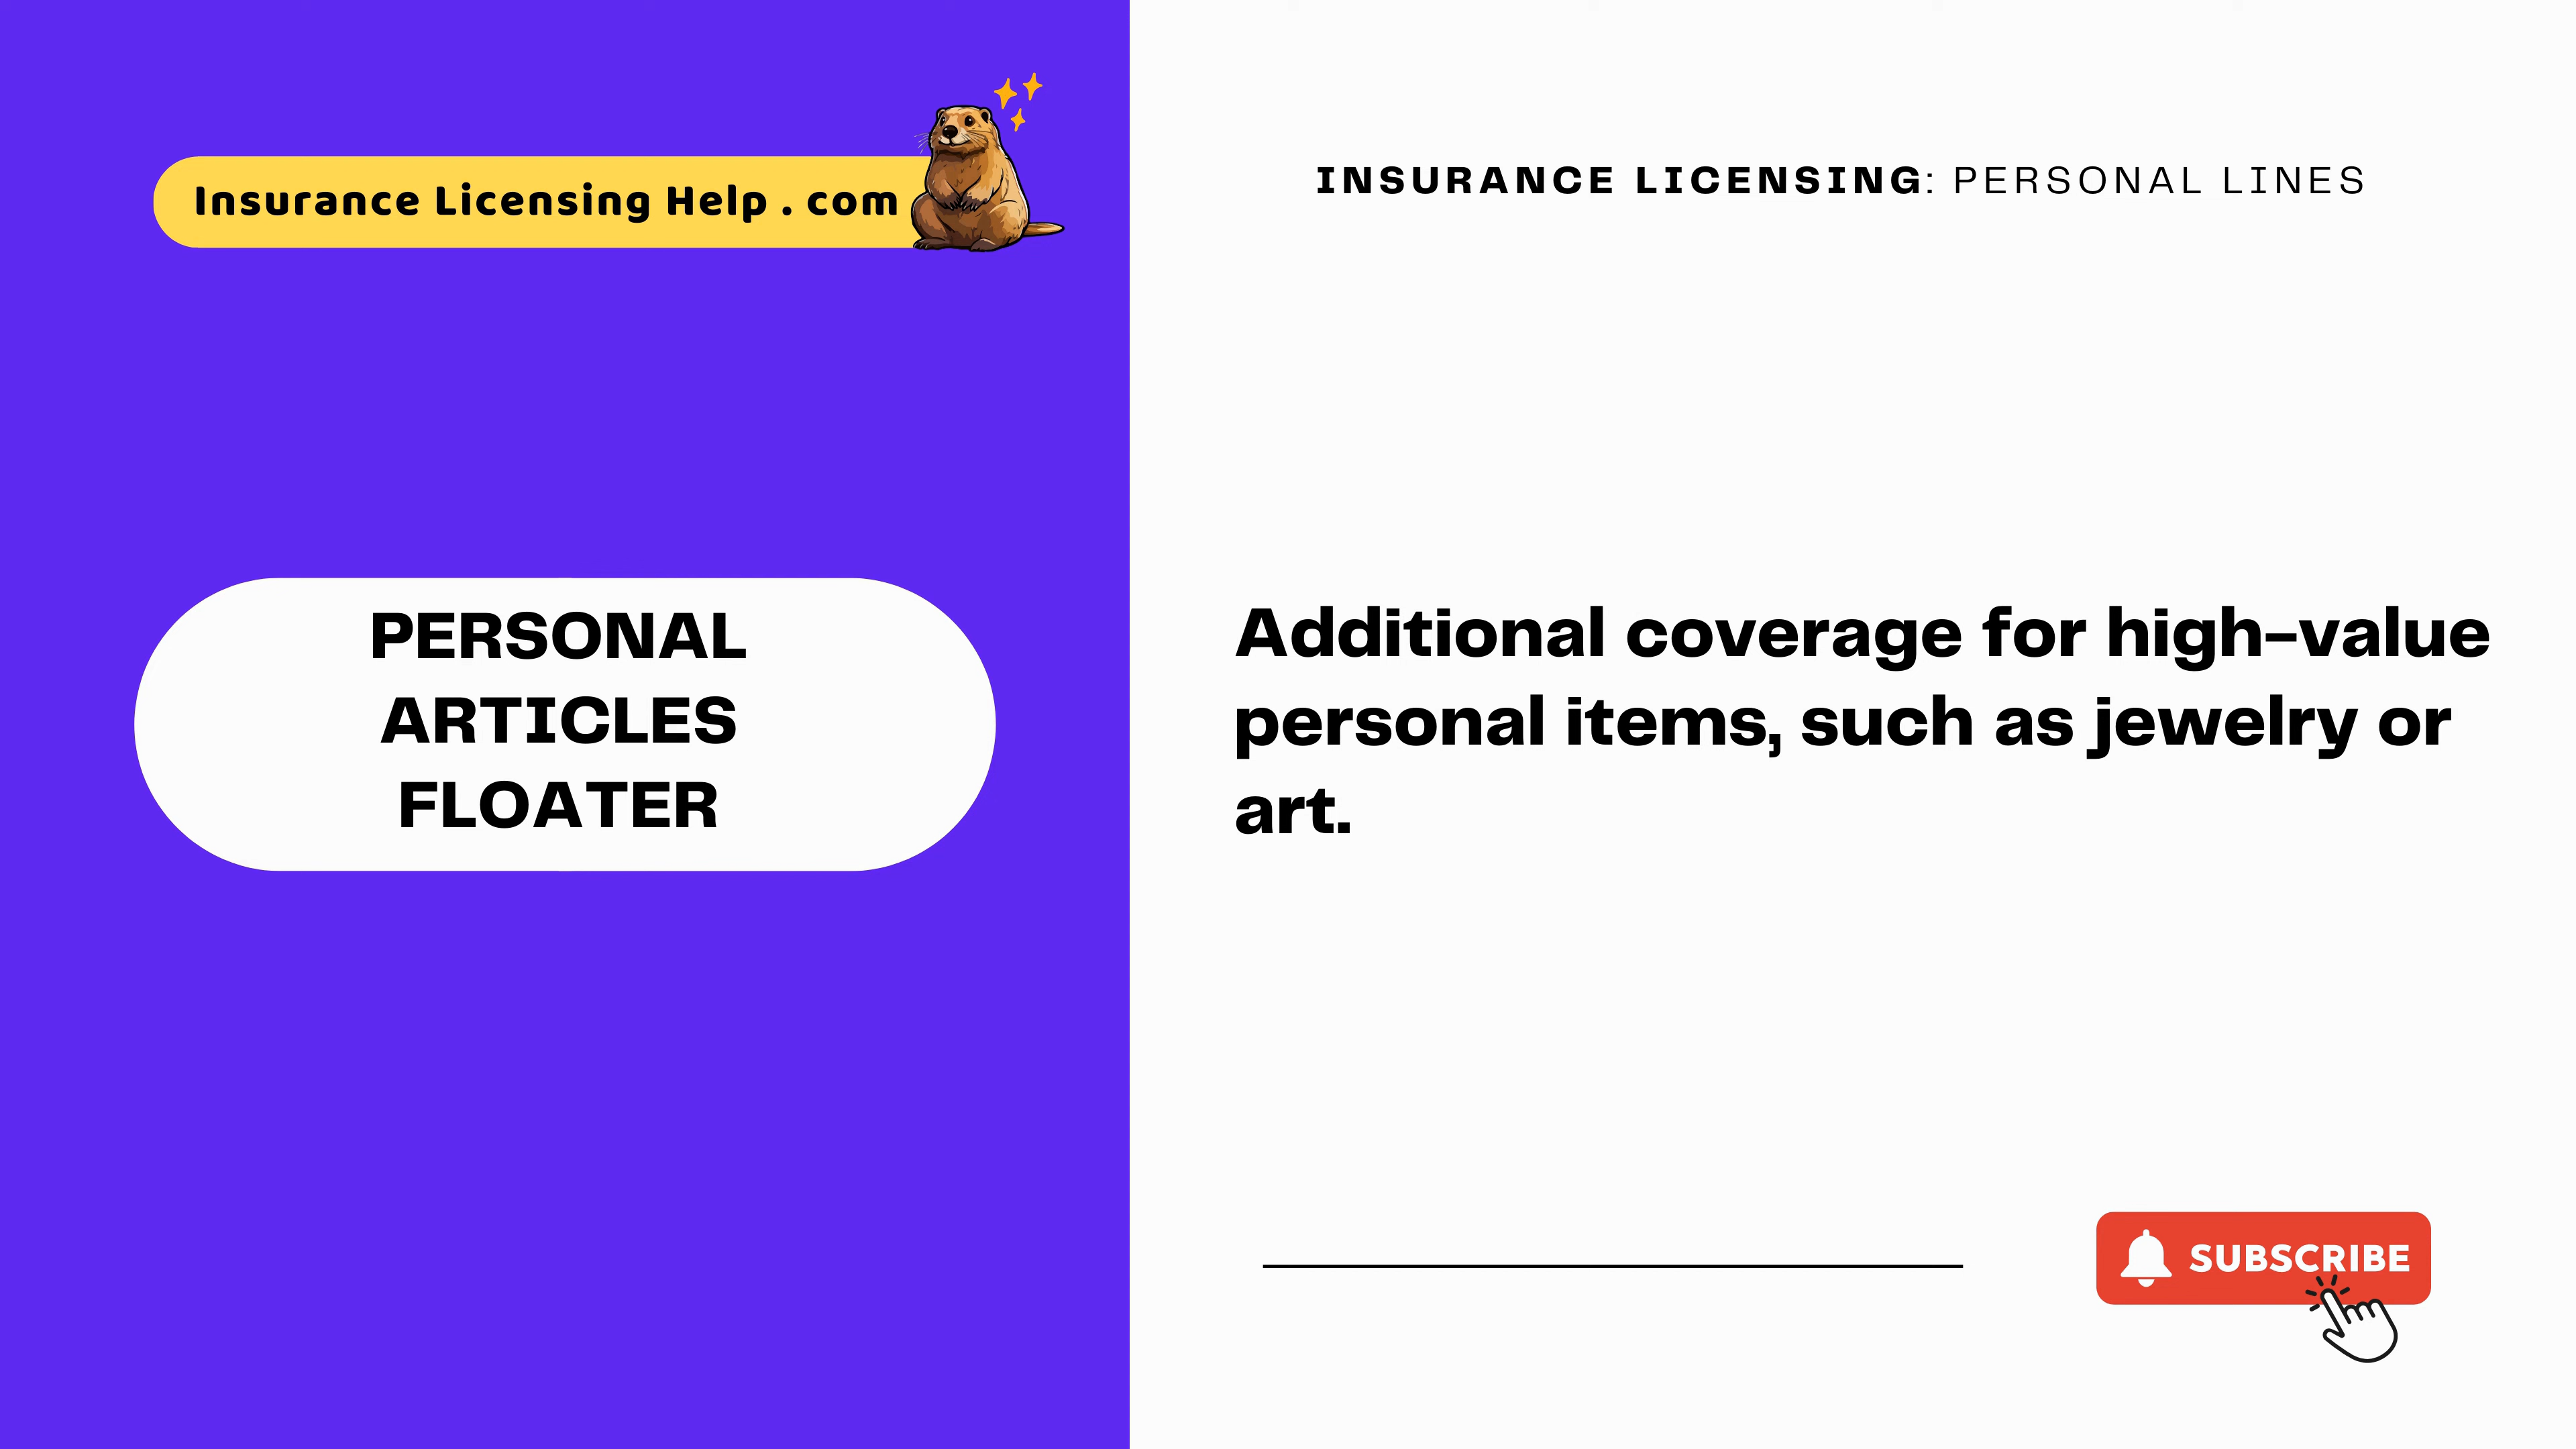 Insurance Licensing Help . com
INSURANCE LICENSING: PERSONAL LINES
PERSONAL
ARTICLES
FLOATER
Additional coverage for high-value
personal items, such as jewelry or
art.
SUBSCRIBE